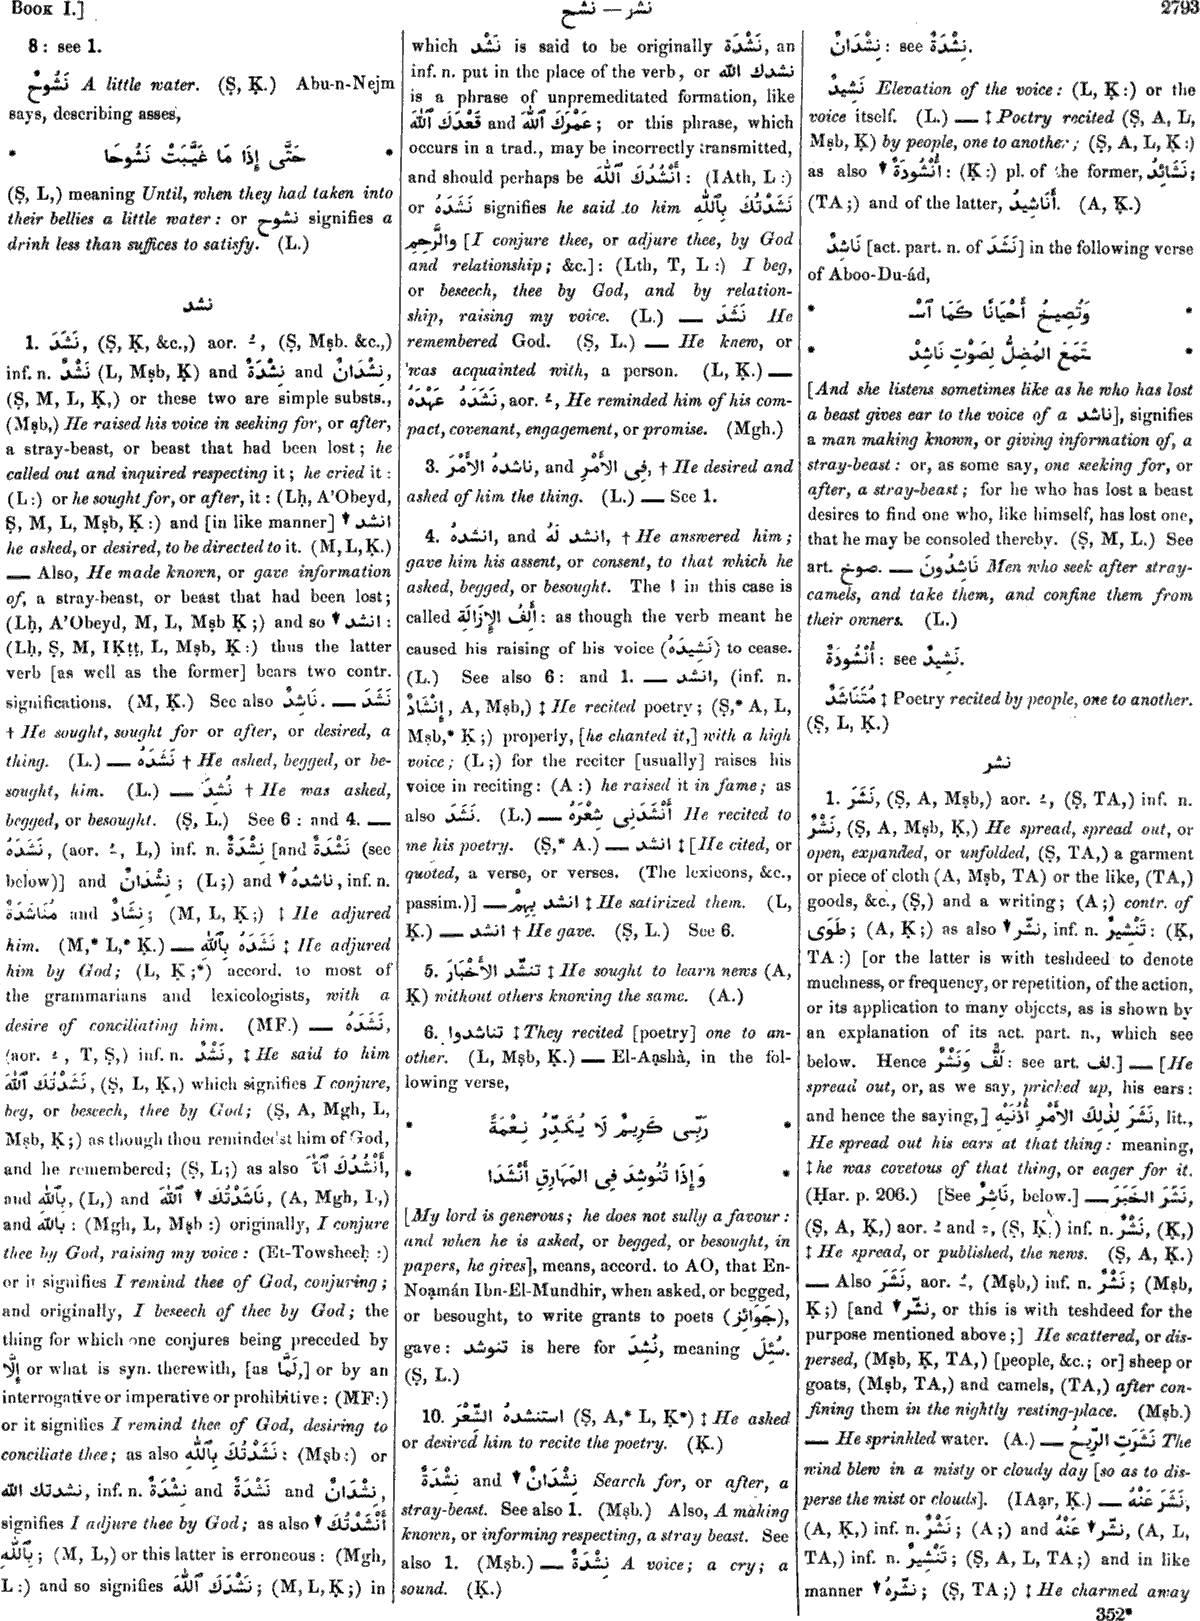 BOOK I.]
نشر — نشح
2793
8 : see 1.
نَشُوحٌ A little water. (Ṣ, Ḳ.) Abu-n-Nejm
says, describing asses,
* حَتَّى إِذَا مَا غَيَّبَتْ نَشُوحَا *
(Ṣ, L,) meaning Until, when they had taken into
their bellies a little water : or نشوح signifies a
drink less than suffices to satisfy. (L.)
نشد
1. نَشَدَ, (Ṣ, Ḳ, &c.,) aor. ـُ, (Ṣ, Mṣb. &c.,)
inf. n. نَشْدٌ (L, Mṣb, Ḳ) and نِشْدَةٌ and نِشْدَانٌ,
(Ṣ, M, L, Ḳ,) or these two are simple substs.,
(Mṣb,) He raised his voice in seeking for, or after,
a stray-beast, or beast that had been lost ; he
called out and inquired respecting it ; he cried it :
(L :) or he sought for, or after, it : (Lḥ, A'Obeyd,
Ṣ, M, L, Mṣb, Ḳ :) and [in like manner] ▼ انشد
he asked, or desired, to be directed to it. (M, L, Ḳ.)
— Also, He made known, or gave information
of, a stray-beast, or beast that had been lost ;
(Lḥ, A'Obeyd, M, L, Mṣb Ḳ ;) and so ▼ انشد :
(Lḥ, Ṣ, M, IḲṭṭ, L, Mṣb, Ḳ :) thus the latter
verb [as well as the former] bears two contr.
significations. (M, Ḳ.) See also نَاشِدٌ. — نَشَدَ
† He sought, sought for or after, or desired, a
thing. (L.) — نَشَدَهُ † He asked, begged, or be-
sought, him. (L.) — نُشِدَ † He was asked,
begged, or besought. (Ṣ, L.) See 6 : and 4. —
نَشَدَهُ, (aor. ـُ, L,) inf. n. نِشْدَةٌ [and نَشْدَةٌ (see
below)] and نِشْدَانٌ ; (L ;) and ▼ ناشدهُ, inf. n.
مُنَاشَدَةٌ and نِشَادٌ ; (M, L, Ḳ ;) ‡ He adjured
him. (M,* L,* Ḳ.) — نَشَدَهُ بِٱللّٰهِ ‡ He adjured
him by God ; (L, Ḳ ;*) accord. to most of
the grammarians and lexicologists, with a
desire of conciliating him. (MF.) — نَشَدَهُ,
(aor. ـُ, T, Ṣ,) inf. n. نَشْدٌ, ‡ He said to him
نَشَدْتُكَ ٱللّٰهَ, (Ṣ, L, Ḳ,) which signifies I conjure,
beg, or beseech, thee by God ; (Ṣ, A, Mgh, L,
Mṣb, Ḳ ;) as though thou remindedst him of God,
and he remembered; (Ṣ, L ;) as also أَنْشُدُكَ ٱللّٰهَ,
and بِٱللّٰهِ, (L,) and نَاشَدْتُكَ ▼ ٱللّٰهَ, (A, Mgh, L,)
and بِٱللّٰهِ : (Mgh, L, Mṣb :) originally, I conjure
thee by God, raising my voice : (Et-Towsheeḥ :)
or it signifies I remind thee of God, conjuring ;
and originally, I beseech of thee by God ; the
thing for which one conjures being preceded by
إِلَّا or what is syn. therewith, [as لَمَّا,] or by an
interrogative or imperative or prohibitive : (MF :)
or it signifies I remind thee of God, desiring to
conciliate thee ; as also نَشَدْتُكَ بِٱللّٰهِ : (Mṣb :) or
نشدتك اللّٰه, inf. n. نِشْدَةٌ and نَشْدَةٌ and نِشْدَانٌ,
signifies I adjure thee by God ; as also ▼ أَنْشَدْتُكَ
بِٱللّٰهِ ; (M, L,) or this latter is erroneous : (Mgh,
L :) and so signifies نَشْدَكَ ٱللّٰهَ ; (M, L, Ḳ ;) in
which نَشْدَ is said to be originally نَشْدَة, an
inf. n. put in the place of the verb, or نشدك اللّٰه
is a phrase of unpremeditated formation, like
قَعْدَكَ ٱللّٰهَ and عَمْرَكَ ٱللّٰهَ ; or this phrase, which
occurs in a trad., may be incorrectly transmitted,
and should perhaps be أَنْشُدُكَ ٱللّٰهَ : (IAth, L :)
or نَشَدَهُ signifies he said to him نَشَدْتُكَ بِٱللّٰهِ
وٱلرَّحِمِ [I conjure thee, or adjure thee, by God
and relationship ; &c.] : (Lth, T, L :) I beg,
or beseech, thee by God, and by relation-
ship, raising my voice. (L.) — نَشَدَ He
remembered God. (Ṣ, L.) — He knew, or
was acquainted with, a person. (L, Ḳ.) —
نَشَدَهُ عَهْدَهُ, aor. ـُ, He reminded him of his com-
pact, covenant, engagement, or promise. (Mgh.)
3. ناشدهُ الأَمْرَ, and فِى الأَمْرِ, † He desired and
asked of him the thing. (L.) — See 1.
4. انشدهُ, and انشد لَهُ, † He answered him ;
gave him his assent, or consent, to that which he
asked, begged, or besought. The ا in this case is
called أَلِفُ الإِزَالَةِ : as though the verb meant he
caused his raising of his voice (نَشِيدَهُ) to cease.
(L.) See also 6 : and 1. — انشد, (inf. n.
إِنْشَادٌ, A, Mṣb,) ‡ He recited poetry ; (Ṣ,* A, L,
Mṣb,* Ḳ ;) properly, [he chanted it,] with a high
voice ; (L ;) for the reciter [usually] raises his
voice in reciting : (A :) he raised it in fame ; as
also نَشَدَ. (L.) — أَنْشَدَنِى شِعْرَهُ He recited to
me his poetry. (Ṣ,* A.) — انشد ‡ [He cited, or
quoted, a verse, or verses. (The lexicons, &c.,
passim.)] — انشد بِهِمْ ‡ He satirized them. (L,
Ḳ.) — انشد † He gave. (Ṣ, L.) See 6.
5. تنشّد الأَخْبَارَ ‡ He sought to learn news (A,
Ḳ) without others knowing the same. (A.)
6. تناشدوا ‡ They recited [poetry] one to an-
other. (L, Mṣb, Ḳ.) — El-Aạshà, in the fol-
lowing verse,
* رَبِّى كَرِيمٌ لَا يُكَدِّرُ نِعْمَةً *
* وَإِذَا تُنُوشِدَ فِى المَهَارِقِ أَنْشَدَا *
[My lord is generous ; he does not sully a favour :
and when he is asked, or begged, or besought, in
papers, he gives], means, accord. to AO, that En-
Noạmán Ibn-El-Mundhir, when asked, or begged,
or besought, to write grants to poets (جَوَائِز),
gave : تنوشد is here for نُشِدَ, meaning سُئِلَ.
(Ṣ, L.)
10. استنشدهُ الشِّعْرَ (Ṣ, A,* L, Ḳ*) ‡ He asked
or desired him to recite the poetry. (Ḳ.)
نِشْدَةٌ and ▼ نِشْدَانٌ Search for, or after, a
stray-beast. See also 1. (Mṣb.) Also, A making
known, or informing respecting, a stray beast. See
also 1. (Mṣb.) — نِشْدَةٌ A voice ; a cry ; a
sound. (Ḳ.)
نِشْدَانٌ : see نِشْدَةٌ.
نَشِيدٌ Elevation of the voice : (L, Ḳ :) or the
voice itself. (L.) — ‡ Poetry recited (Ṣ, A, L,
Mṣb, Ḳ) by people, one to another ; (Ṣ, A, L, Ḳ :)
as also ▼ أُنْشُودَةٌ : (Ḳ :) pl. of the former, نَشَائِدُ ;
(TA ;) and of the latter, أَنَاشِيدُ. (A, Ḳ.)
نَاشِدٌ [act. part. n. of نَشَدَ] in the following verse
of Aboo-Du-ád,
* وَتُصِيخُ أَحْيَانًا كَمَا ٱسْـ *
* ـتَمَعَ المُضِلُّ لِصَوْتِ نَاشِدْ *
[And she listens sometimes like as he who has lost
a beast gives ear to the voice of a ناشد], signifies
a man making known, or giving information of, a
stray-beast : or, as some say, one seeking for, or
after, a stray-beast ; for he who has lost a beast
desires to find one who, like himself, has lost one,
that he may be consoled thereby. (Ṣ, M, L.) See
art. صوخ. — نَاشِدُونَ Men who seek after stray-
camels, and take them, and confine them from
their owners. (L.)
أُنْشُودَةٌ : see نَشِيدٌ.
مُتَنَاشَدٌ ‡ Poetry recited by people, one to another.
(Ṣ, L, Ḳ.)
نشر
1. نَشَرَ, (Ṣ, A, Mṣb,) aor. ـُ, (Ṣ, TA,) inf. n.
نَشْرٌ, (Ṣ, A, Mṣb, Ḳ,) He spread, spread out, or
open, expanded, or unfolded, (Ṣ, TA,) a garment
or piece of cloth (A, Mṣb, TA) or the like, (TA,)
goods, &c., (Ṣ,) and a writing ; (A ;) contr. of
طَوَى ; (A, Ḳ ;) as also ▼ نشّر, inf. n. تَنْشِيرٌ : (Ḳ,
TA :) [or the latter is with teshdeed to denote
muchness, or frequency, or repetition, of the action,
or its application to many objects, as is shown by
an explanation of its act. part. n., which see
below. Hence لَفٌّ وَنَشْرٌ : see art. لف.] — [He
spread out, or, as we say, pricked up, his ears :
and hence the saying,] نَشَرَ لِذٰلِكَ الأَمْرِ أُذُنَيْهِ, lit.,
He spread out his ears at that thing : meaning,
‡ he was covetous of that thing, or eager for it.
(Ḥar. p. 206.) [See نَاشِرٌ, below.] — نَشَرَ الخَبَرَ,
(Ṣ, A, Ḳ,) aor. ـُ and ـِ, (Ṣ, Ḳ,) inf. n. نَشْرٌ, (Ḳ,)
‡ He spread, or published, the news. (Ṣ, A, Ḳ.)
— Also نَشَرَ, aor. ـُ, (Mṣb,) inf. n. نَشْرٌ ; (Mṣb,
Ḳ ;) [and ▼ نشّر, or this is with teshdeed for the
purpose mentioned above ;] He scattered, or dis-
persed, (Mṣb, Ḳ, TA,) [people, &c. ; or] sheep or
goats, (Mṣb, TA,) and camels, (TA,) after con-
fining them in the nightly resting-place. (Mṣb.)
— He sprinkled water. (A.) — نَشَرَتِ الرِّيحُ The
wind blew in a misty or cloudy day [so as to dis-
perse the mist or clouds]. (IAạr, Ḳ.) — نَشَرَ عَنْهُ,
(A, Ḳ,) inf. n. نَشْرٌ ; (A ;) and ▼ نشّر عَنْهُ, (A, L,
TA,) inf. n. تَنْشِيرٌ ; (Ṣ, A, L, TA ;) and in like
manner ▼ نشّرهُ ; (Ṣ, TA ;) ‡ He charmed away
352*